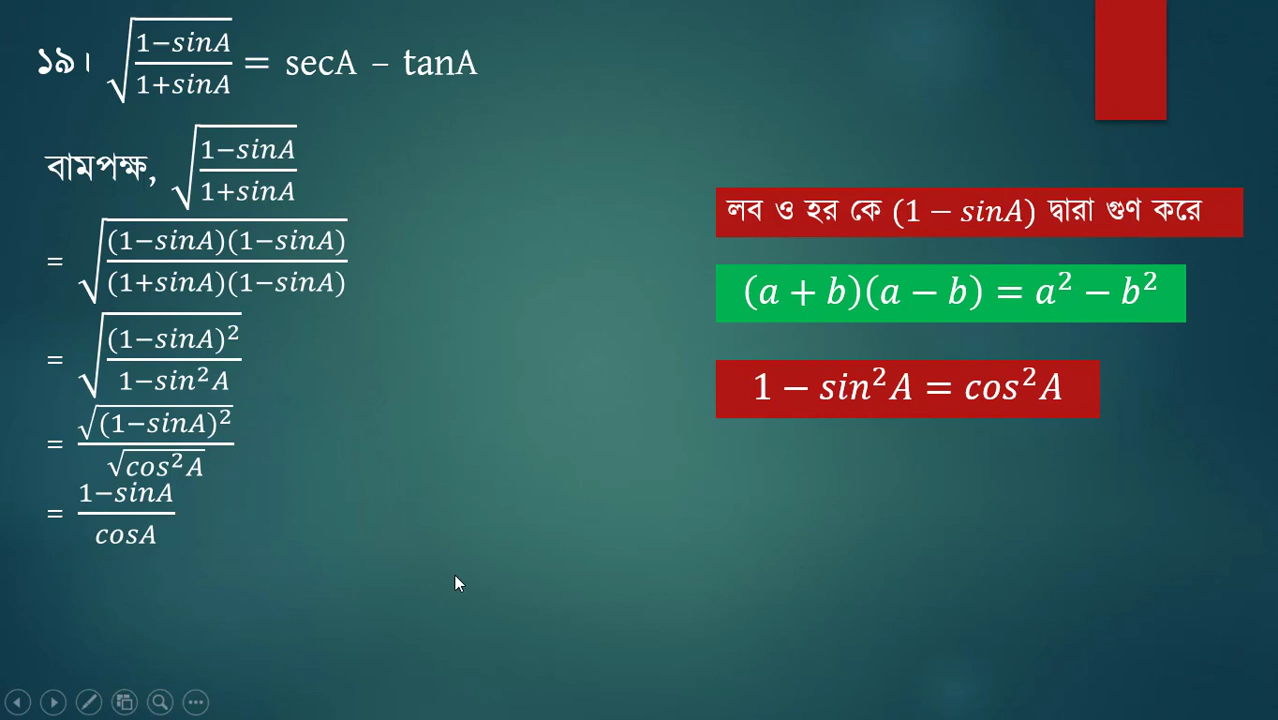 ১৯। √((1−sinA)/(1+sinA)) = secA – tanA
বামপক্ষ, √((1−sinA)/(1+sinA))
= √(((1−sinA)(1−sinA))/((1+sinA)(1−sinA)))
= √((1−sinA)²/(1−sin²A))
= √(1−sinA)²/√cos²A
= (1−sinA)/cosA
লব ও হর কে (1 − sinA) দ্বারা গুণ করে
(a + b)(a − b) = a² − b²
1 − sin²A = cos²A